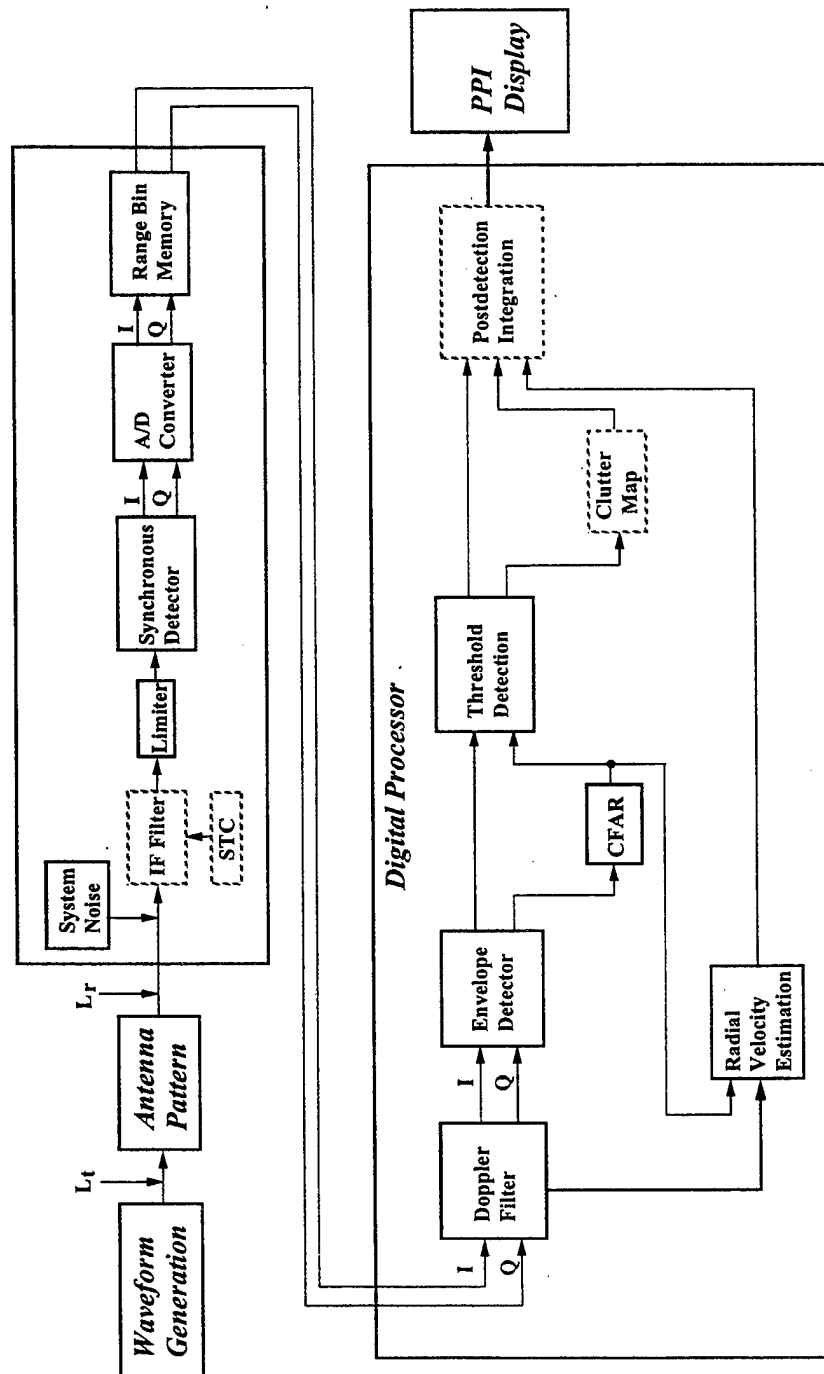 Waveform
Generation
Lt
Antenna
Pattern
Lr
System
Noise
IF Filter
STC
Limiter
Synchronous
Detector
I
Q
A/D
Converter
I
Q
Range Bin
Memory
Digital Processor
I
Q
Doppler
Filter
I
Q
Envelope
Detector
CFAR
Threshold
Detection
Clutter
Map
Postdetection
Integration
Radial
Velocity
Estimation
PPI
Display